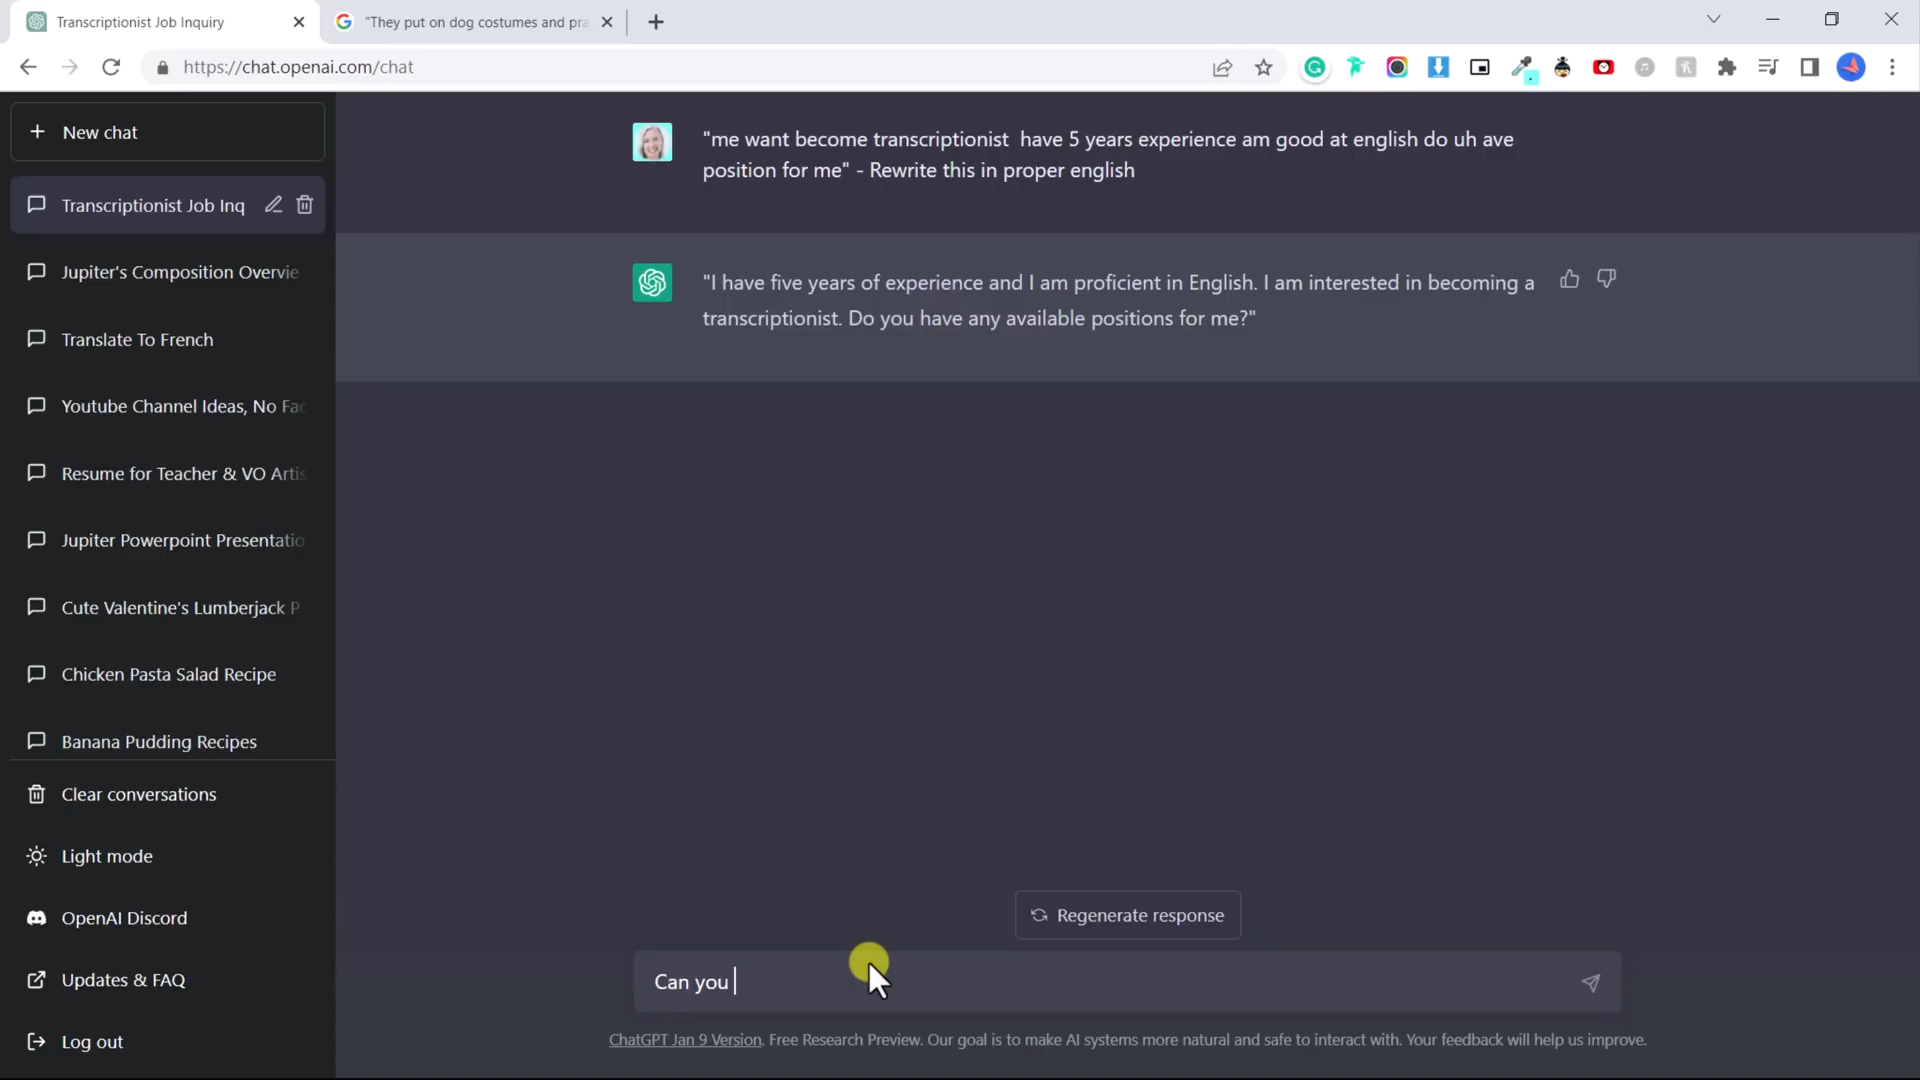 Transcriptionist Job Inquiry
"They put on dog costumes and pra
https://chat.openai.com/chat
New chat
Transcriptionist Job Inq
Jupiter's Composition Overvie
Translate To French
Youtube Channel Ideas, No Fac
Resume for Teacher & VO Artis
Jupiter Powerpoint Presentatio
Cute Valentine's Lumberjack P
Chicken Pasta Salad Recipe
Banana Pudding Recipes
Clear conversations
Light mode
OpenAI Discord
Updates & FAQ
Log out
"me want become transcriptionist  have 5 years experience am good at english do uh ave
position for me" - Rewrite this in proper english
"I have five years of experience and I am proficient in English. I am interested in becoming a
transcriptionist. Do you have any available positions for me?"
Regenerate response
Can you
ChatGPT Jan 9 Version. Free Research Preview. Our goal is to make AI systems more natural and safe to interact with. Your feedback will help us improve.